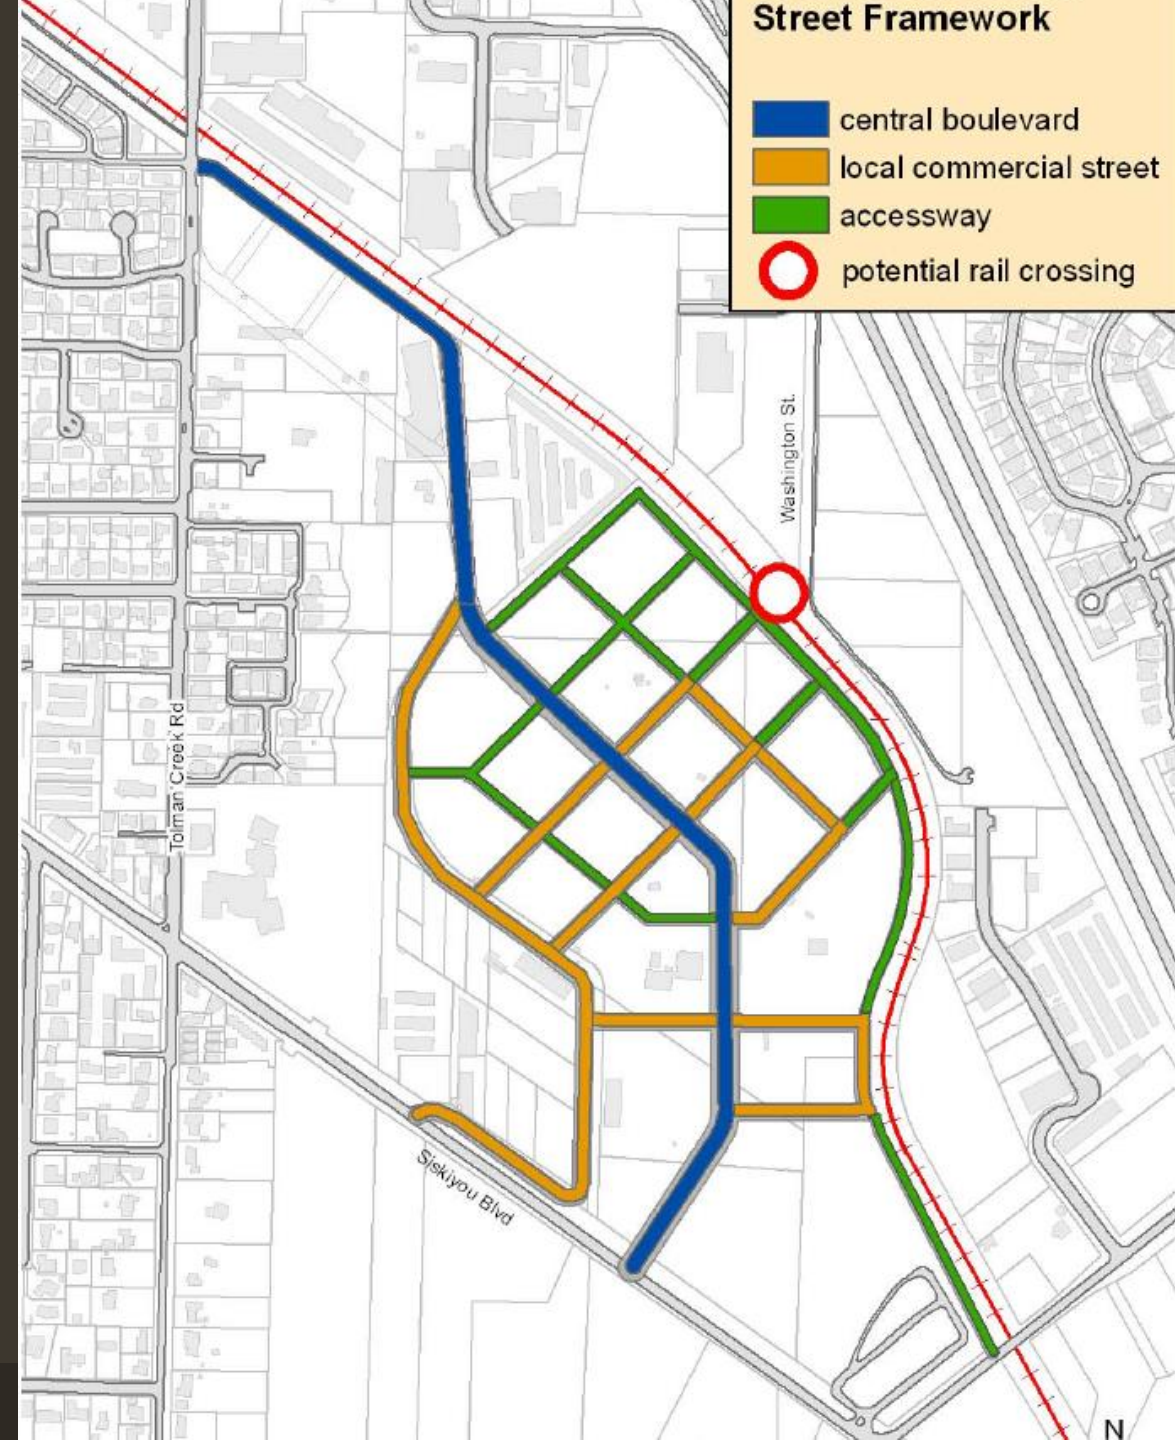 Street Framework
central boulevard
local commercial street
accessway
potential rail crossing
Washington St.
Tolman Creek Rd
Siskiyou Blvd
N